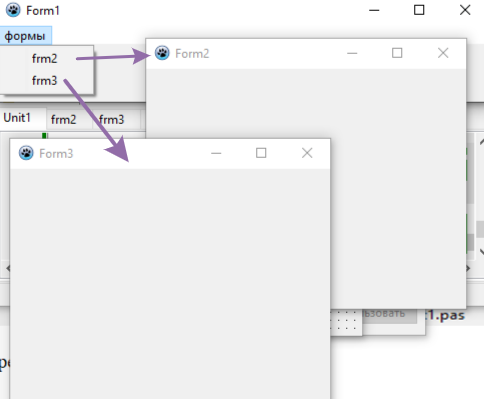 Form1
формы
frm2
frm3
Form2
Unit1 frm2 frm3
Form3
1.pas